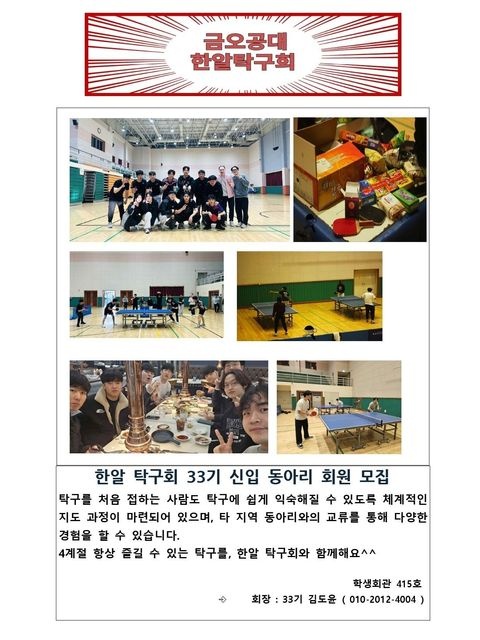 금오공대
한알탁구회
한알 탁구회 33기 신입 동아리 회원 모집
탁구를 처음 접하는 사람도 탁구에 쉽게 익숙해질 수 있도록 체계적인
지도 과정이 마련되어 있으며, 타 지역 동아리와의 교류를 통해 다양한
경험을 할 수 있습니다.
4계절 항상 즐길 수 있는 탁구를, 한알 탁구회와 함께해요^^
학생회관 415호
회장 : 33기 김도윤 ( 010-2012-4004 )